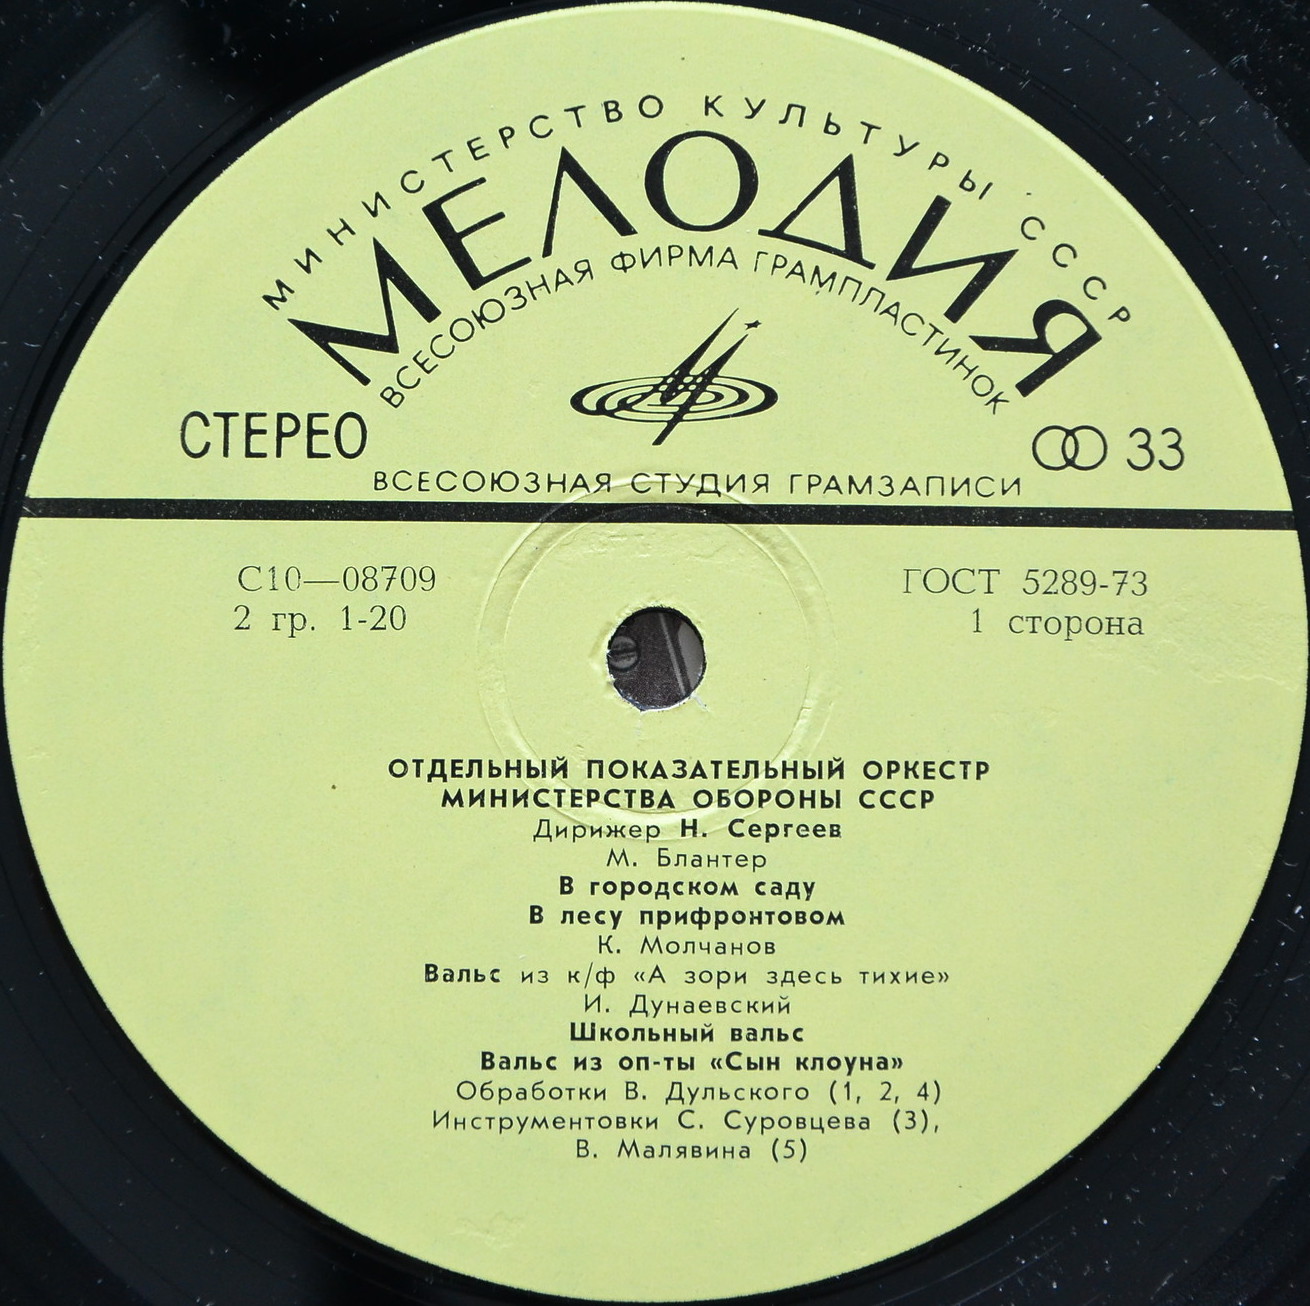 МИНИСТЕРСТВО КУЛЬТУРЫ СССР
МЕЛОДИЯ
ВСЕСОЮЗНАЯ ФИРМА ГРАМПЛАСТИНОК
СТЕРЕО
33
ВСЕСОЮЗНАЯ СТУДИЯ ГРАМЗАПИСИ
С10—08709
ГОСТ 5289-73
2 гр. 1-20
1 сторона
ОТДЕЛЬНЫЙ ПОКАЗАТЕЛЬНЫЙ ОРКЕСТР
МИНИСТЕРСТВА ОБОРОНЫ СССР
Дирижер Н. Сергеев
М. Блантер
В городском саду
В лесу прифронтовом
К. Молчанов
Вальс из к/ф «А зори здесь тихие»
И. Дунаевский
Школьный вальс
Вальс из оп-ты «Сын клоуна»
Обработки В. Дульского (1, 2, 4)
Инструментовки С. Суровцева (3),
В. Малявина (5)